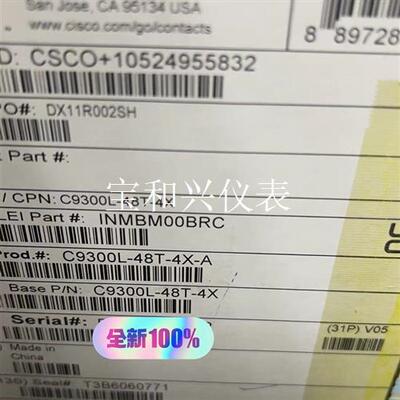 San Jose, CA 95134 USA
www.cisco.com/go/contacts
8 89728
D: CSCO+10524955832
PO#: DX11R002SH
Part #:
/ CPN: C9300L-48T-4X
宝和兴仪表
LEI Part #: INMBM00BRC
Prod.#: C9300L-48T-4X-A
Base P/N: C9300L-48T-4X
Serial#:
全新100%
(31P) V05
Made in
China
Seal# T3B6060771